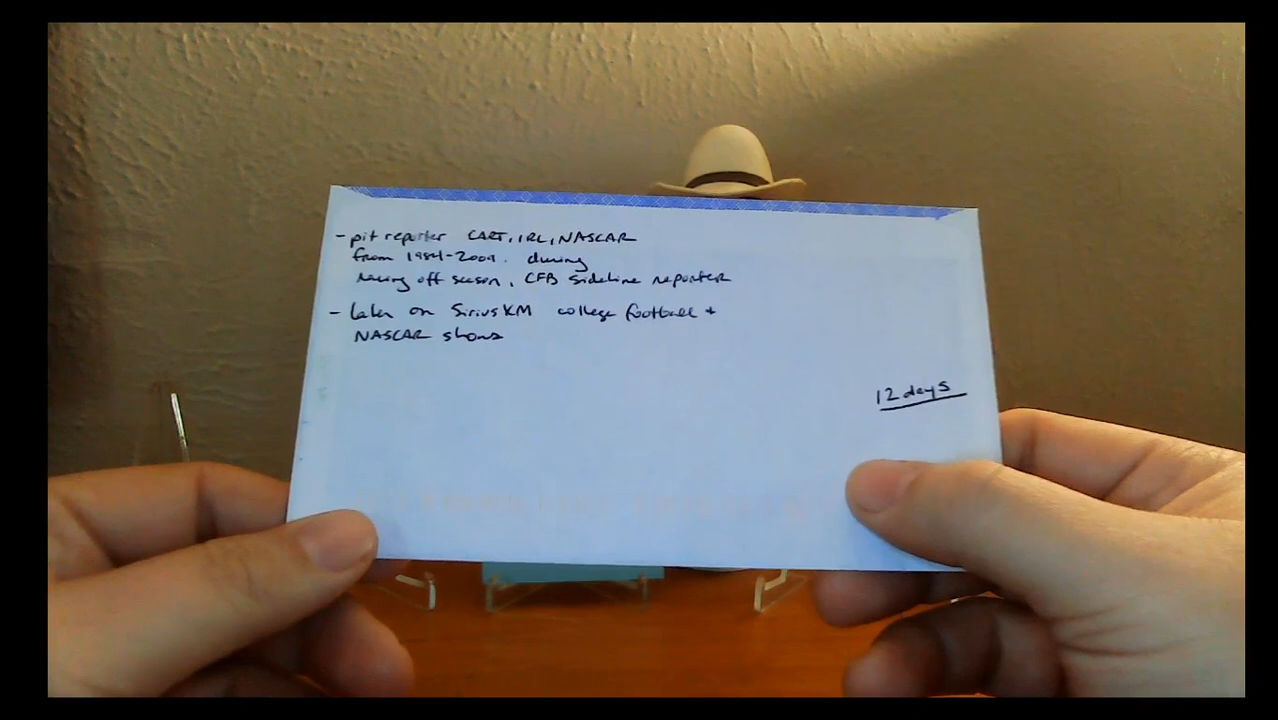 - pit reporter CART, IRL, NASCAR
from 1984-2009. during
racing off season, CFB sideline reporter
- Later on SiriusXM college football +
NASCAR shows
12 days